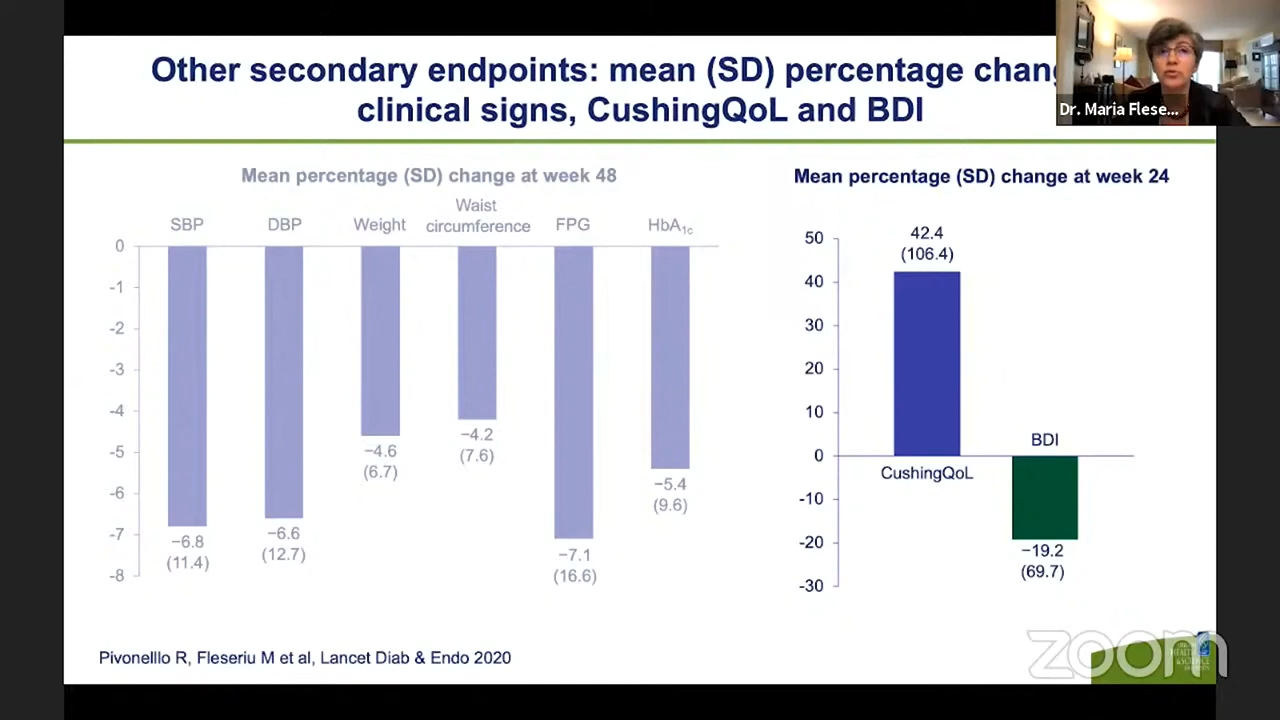 Other secondary endpoints: mean (SD) percentage chang
clinical signs, CushingQoL and BDI
Dr. Maria Flese...
Mean percentage (SD) change at week 48
SBP
DBP
Weight
Waist
circumference
FPG
HbA1c
0
-1
-2
-3
-4
-5
-6
-7
-8
−6.8
(11.4)
−6.6
(12.7)
−4.6
(6.7)
−4.2
(7.6)
−7.1
(16.6)
−5.4
(9.6)
Mean percentage (SD) change at week 24
50
40
30
20
10
0
-10
-20
-30
42.4
(106.4)
CushingQoL
BDI
−19.2
(69.7)
Pivonelllo R, Fleseriu M et al, Lancet Diab & Endo 2020
zoom
HEALTH
&SCIENCE